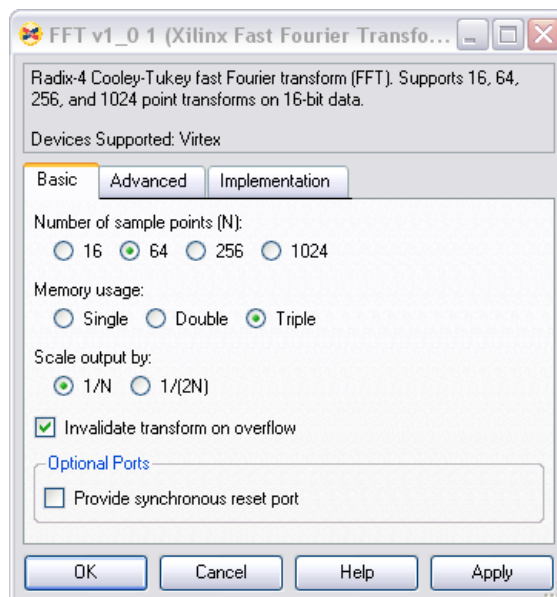 FFT v1_0 1 (Xilinx Fast Fourier Transfo...
Radix-4 Cooley-Tukey fast Fourier transform (FFT). Supports 16, 64,
256, and 1024 point transforms on 16-bit data.
Devices Supported: Virtex
Basic Advanced Implementation
Number of sample points (N):
16 64 256 1024
Memory usage:
Single Double Triple
Scale output by:
1/N 1/(2N)
Invalidate transform on overflow
Optional Ports
Provide synchronous reset port
OK Cancel Help Apply